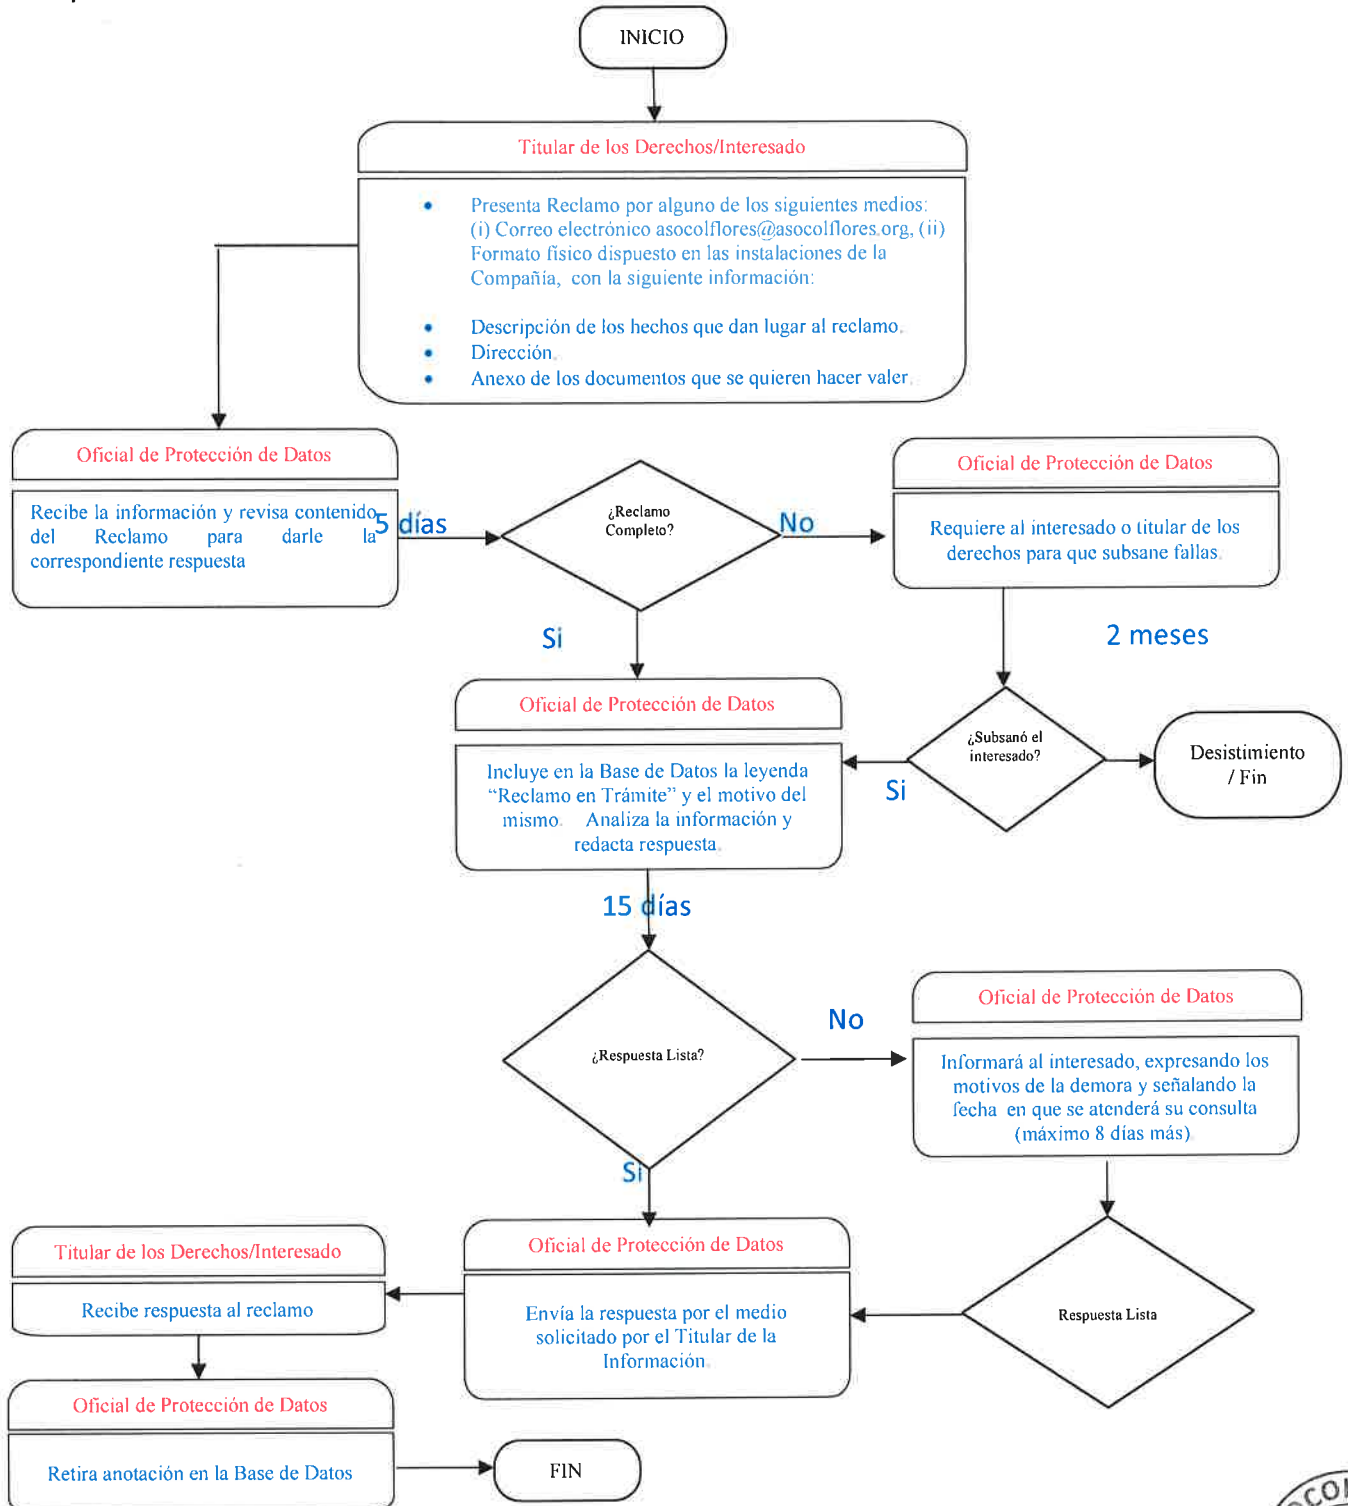 INICIO
Titular de los Derechos/Interesado
Presenta Reclamo por alguno de los siguientes medios:
(i) Correo electrónico asocolflores@asocolflores.org, (ii)
Formato físico dispuesto en las instalaciones de la
Compañía, con la siguiente información:
Descripción de los hechos que dan lugar al reclamo.
Dirección.
Anexo de los documentos que se quieren hacer valer.
Oficial de Protección de Datos
Recibe la información y revisa contenido
del Reclamo para darle la
correspondiente respuesta
5 días
¿Reclamo
Completo?
No
Oficial de Protección de Datos
Requiere al interesado o titular de los
derechos para que subsane fallas.
Si
2 meses
Oficial de Protección de Datos
Incluye en la Base de Datos la leyenda
“Reclamo en Trámite” y el motivo del
mismo. Analiza la información y
redacta respuesta.
¿Subsanó el
interesado?
Si
Desistimiento
/ Fin
15 días
¿Respuesta Lista?
No
Oficial de Protección de Datos
Informará al interesado, expresando los
motivos de la demora y señalando la
fecha en que se atenderá su consulta
(máximo 8 días más)
Si
Titular de los Derechos/Interesado
Recibe respuesta al reclamo
Oficial de Protección de Datos
Envía la respuesta por el medio
solicitado por el Titular de la
Información.
Respuesta Lista
Oficial de Protección de Datos
Retira anotación en la Base de Datos
FIN